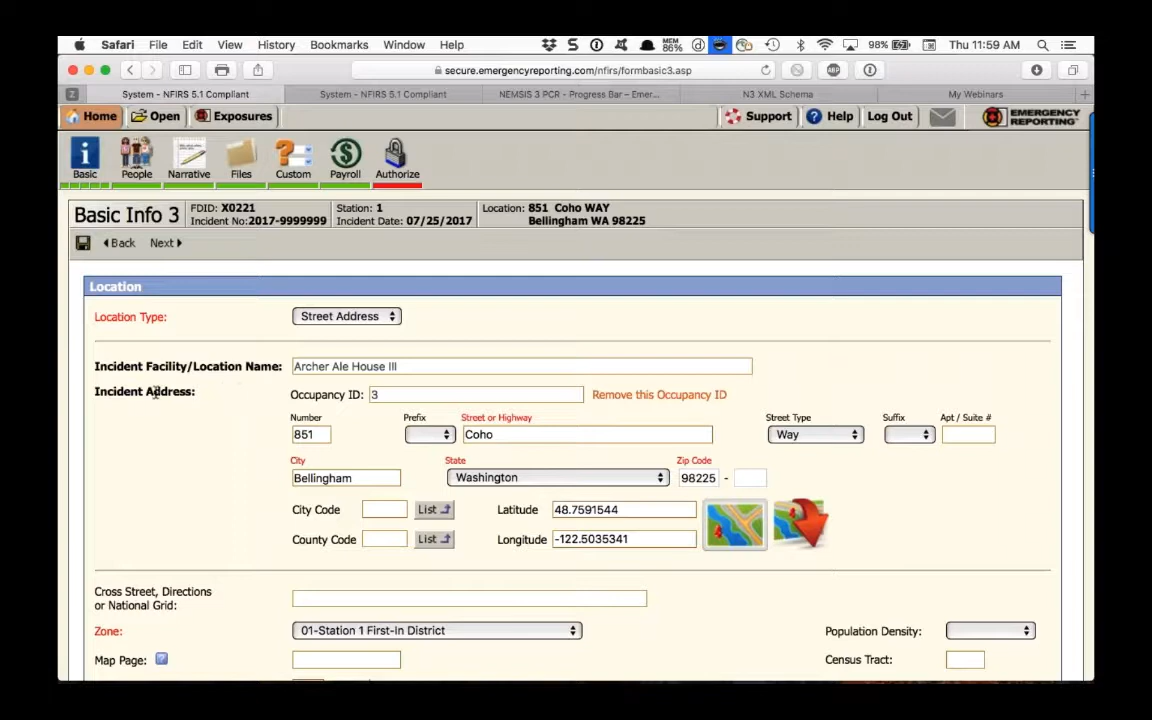 Safari File Edit View History Bookmarks Window Help MEM 86% 98% Thu 11:59 AM
secure.emergencyreporting.com/nfirs/formbasic3.asp
Z System - NFIRS 5.1 Compliant System - NFIRS 5.1 Compliant NEMSIS 3 PCR - Progress Bar – Emer... N3 XML Schema My Webinars
Home Open Exposures Support Help Log Out EMERGENCY REPORTING
Basic People Narrative Files Custom Payroll Authorize
Basic Info 3 FDID: X0221 Station: 1 Location: 851 Coho WAY
Incident No:2017-9999999 Incident Date: 07/25/2017 Bellingham WA 98225
Back Next
Location
Location Type: Street Address
Incident Facility/Location Name: Archer Ale House III
Incident Address: Occupancy ID: 3 Remove this Occupancy ID
Number Prefix Street or Highway Street Type Suffix Apt / Suite #
851 Coho Way
City State Zip Code
Bellingham Washington 98225 -
City Code List Latitude 48.7591544
County Code List Longitude -122.5035341
Cross Street, Directions
or National Grid:
Zone: 01-Station 1 First-In District Population Density:
Map Page: ? Census Tract: